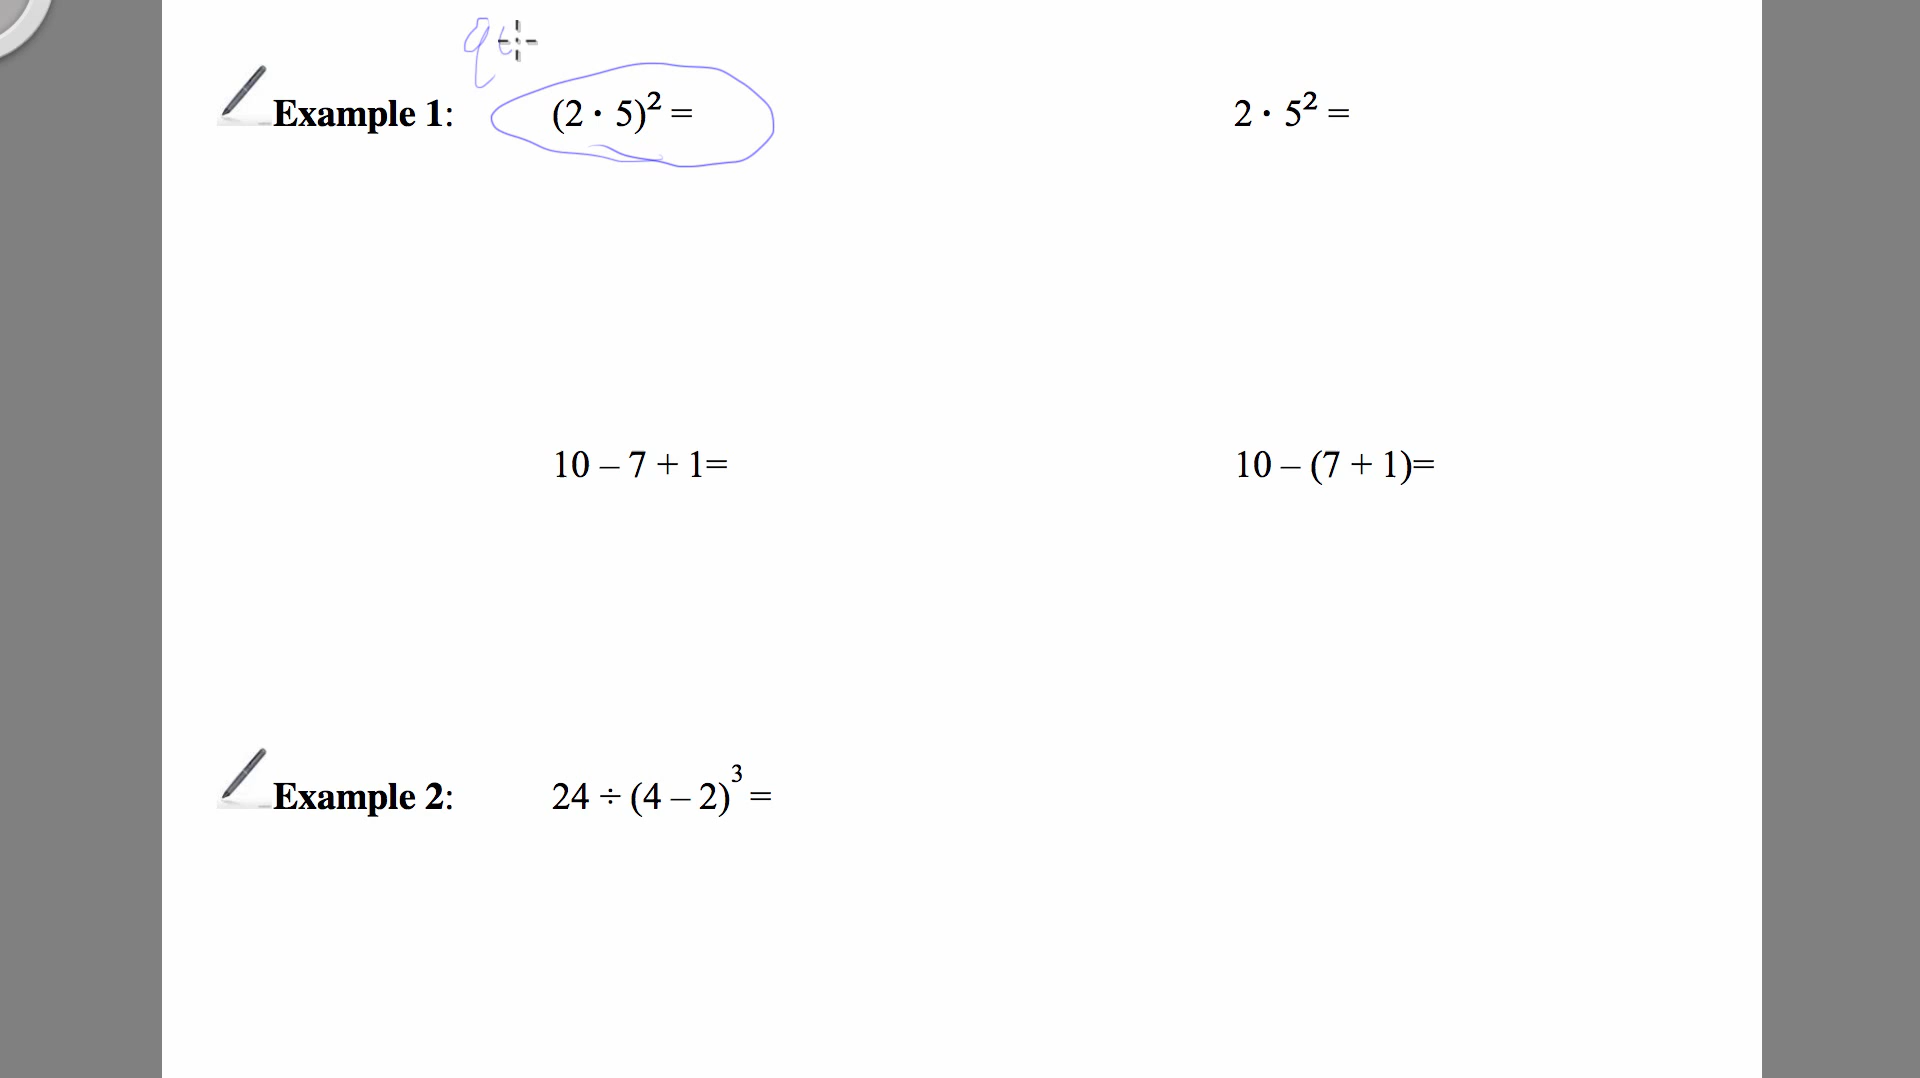 Example 1: (2 · 5)² = 2 · 5² =
10 – 7 + 1= 10 – (7 + 1)=
Example 2: 24 ÷ (4 – 2)³ =